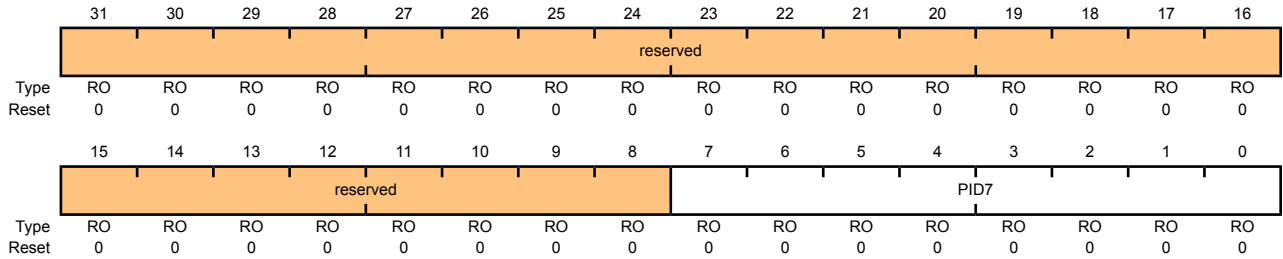 31 30 29 28 27 26 25 24 23 22 21 20 19 18 17 16
reserved
Type RO RO RO RO RO RO RO RO RO RO RO RO RO RO RO RO
Reset 0 0 0 0 0 0 0 0 0 0 0 0 0 0 0 0
15 14 13 12 11 10 9 8 7 6 5 4 3 2 1 0
reserved PID7
Type RO RO RO RO RO RO RO RO RO RO RO RO RO RO RO RO
Reset 0 0 0 0 0 0 0 0 0 0 0 0 0 0 0 0